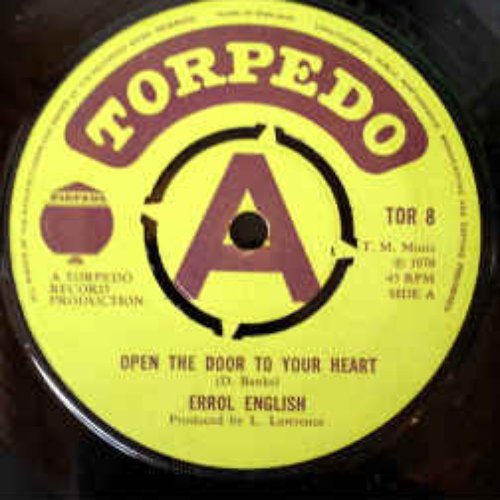 TORPEDO
A
TORPEDO
A TORPEDO
RECORD
PRODUCTION
TOR 8
T. M. Music
℗ 1970
45 RPM
SIDE A
OPEN THE DOOR TO YOUR HEART
(D. Banks)
ERROL ENGLISH
Produced by L. Lawrence